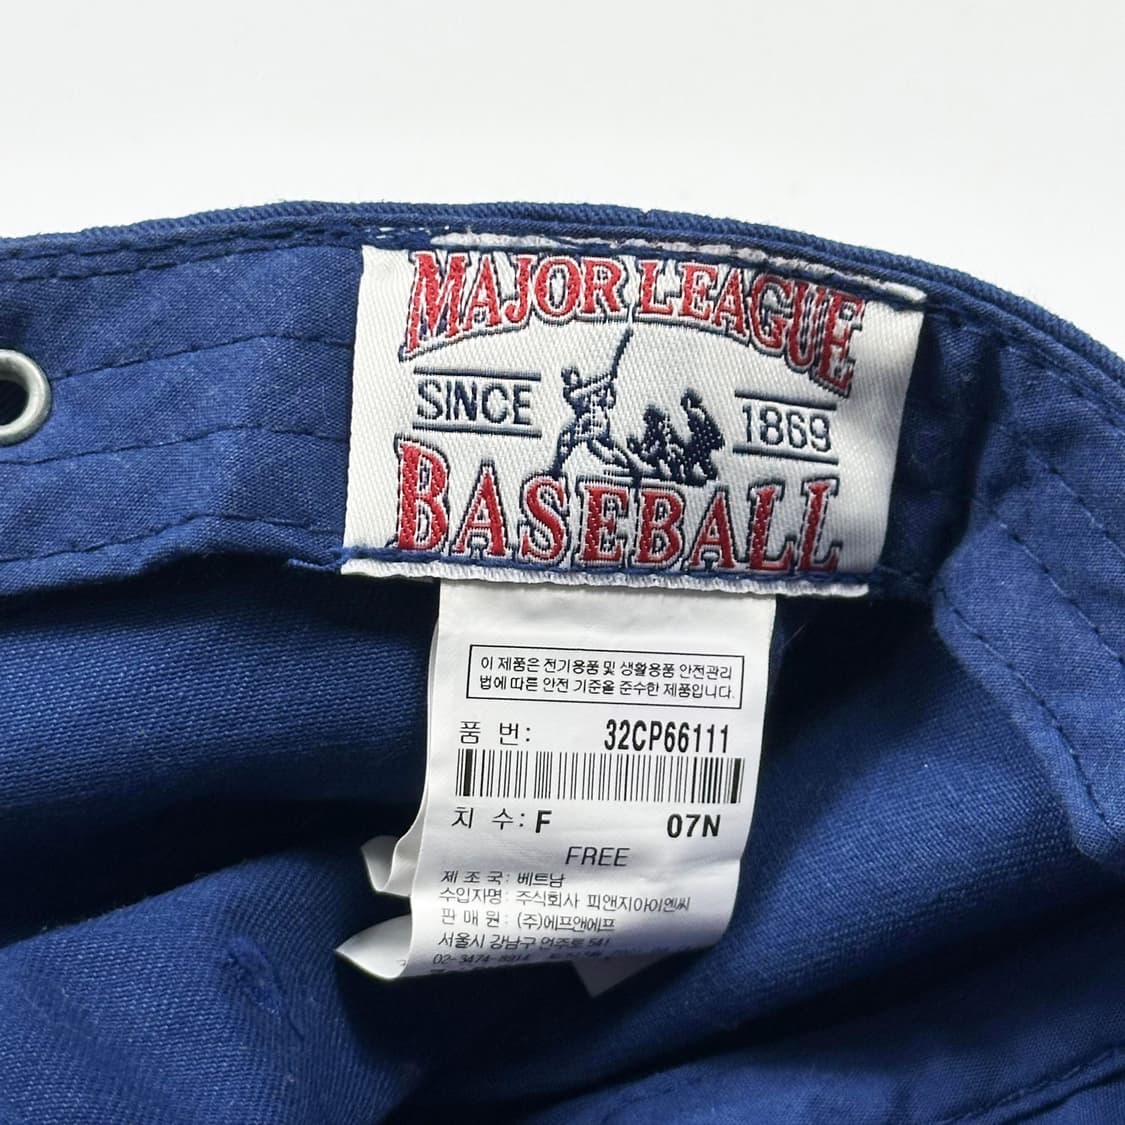 MAJOR LEAGUE
SINCE 1869
BASEBALL
이 제품은 전기용품 및 생활용품 안전관리
법에 따른 안전 기준을 준수한 제품입니다.
품 번: 32CP66111
치 수: F 07N
FREE
제 조 국: 베트남
수입자명: 주식회사 피앤지아이엔씨
판 매 원: (주)에프앤에프
서울시 강남구 언주로 541
02-3474-8914